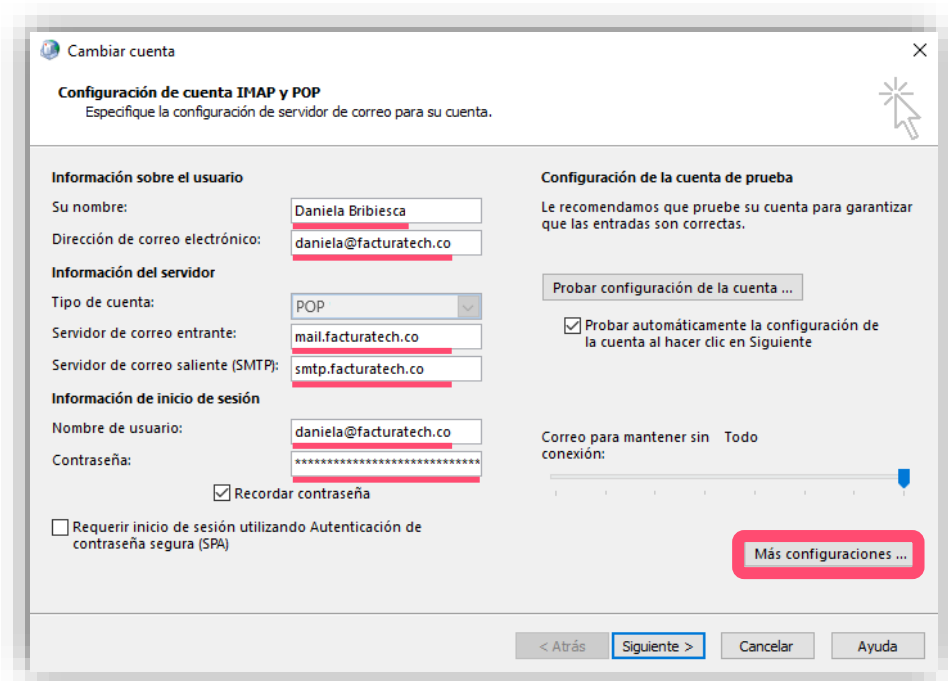 Cambiar cuenta
Configuración de cuenta IMAP y POP
Especifique la configuración de servidor de correo para su cuenta.
Información sobre el usuario
Su nombre:
Daniela Bribiesca
Dirección de correo electrónico:
daniela@facturatech.co
Información del servidor
Tipo de cuenta:
POP
Servidor de correo entrante:
mail.facturatech.co
Servidor de correo saliente (SMTP):
smtp.facturatech.co
Información de inicio de sesión
Nombre de usuario:
daniela@facturatech.co
Contraseña:
*****************************
Recordar contraseña
Requerir inicio de sesión utilizando Autenticación de
contraseña segura (SPA)
Configuración de la cuenta de prueba
Le recomendamos que pruebe su cuenta para garantizar
que las entradas son correctas.
Probar configuración de la cuenta ...
Probar automáticamente la configuración de
la cuenta al hacer clic en Siguiente
Correo para mantener sin Todo
conexión:
Más configuraciones ...
< Atrás
Siguiente >
Cancelar
Ayuda